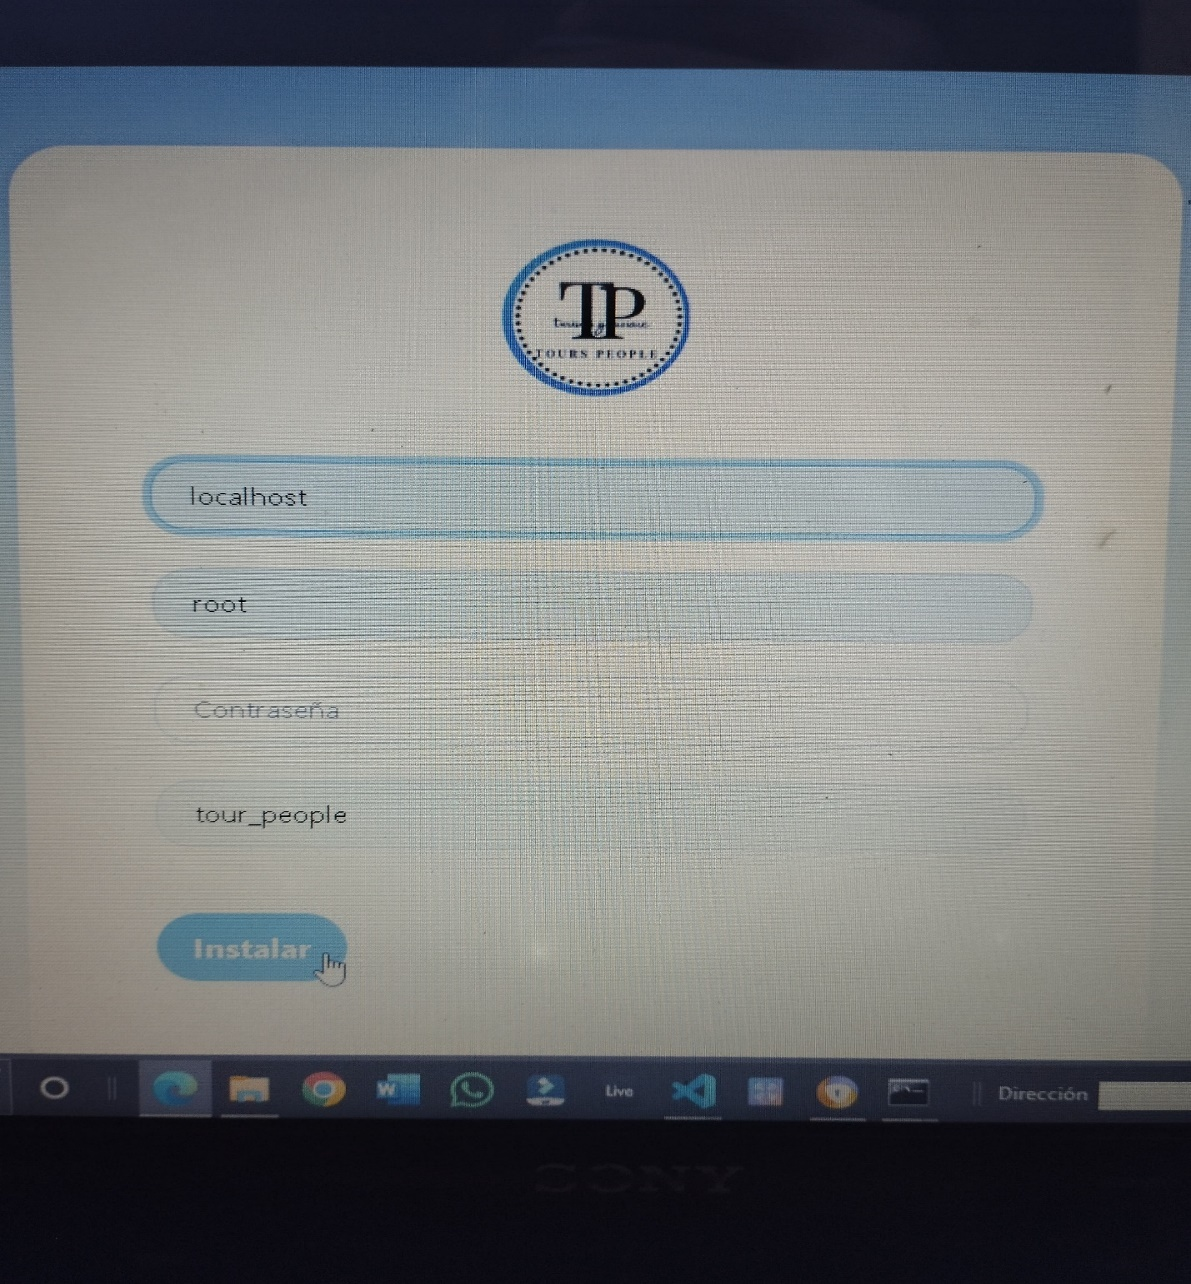 TP
TOURS PEOPLE
localhost
root
Contraseña
tour_people
Instalar
W
Live
Dirección
SONY